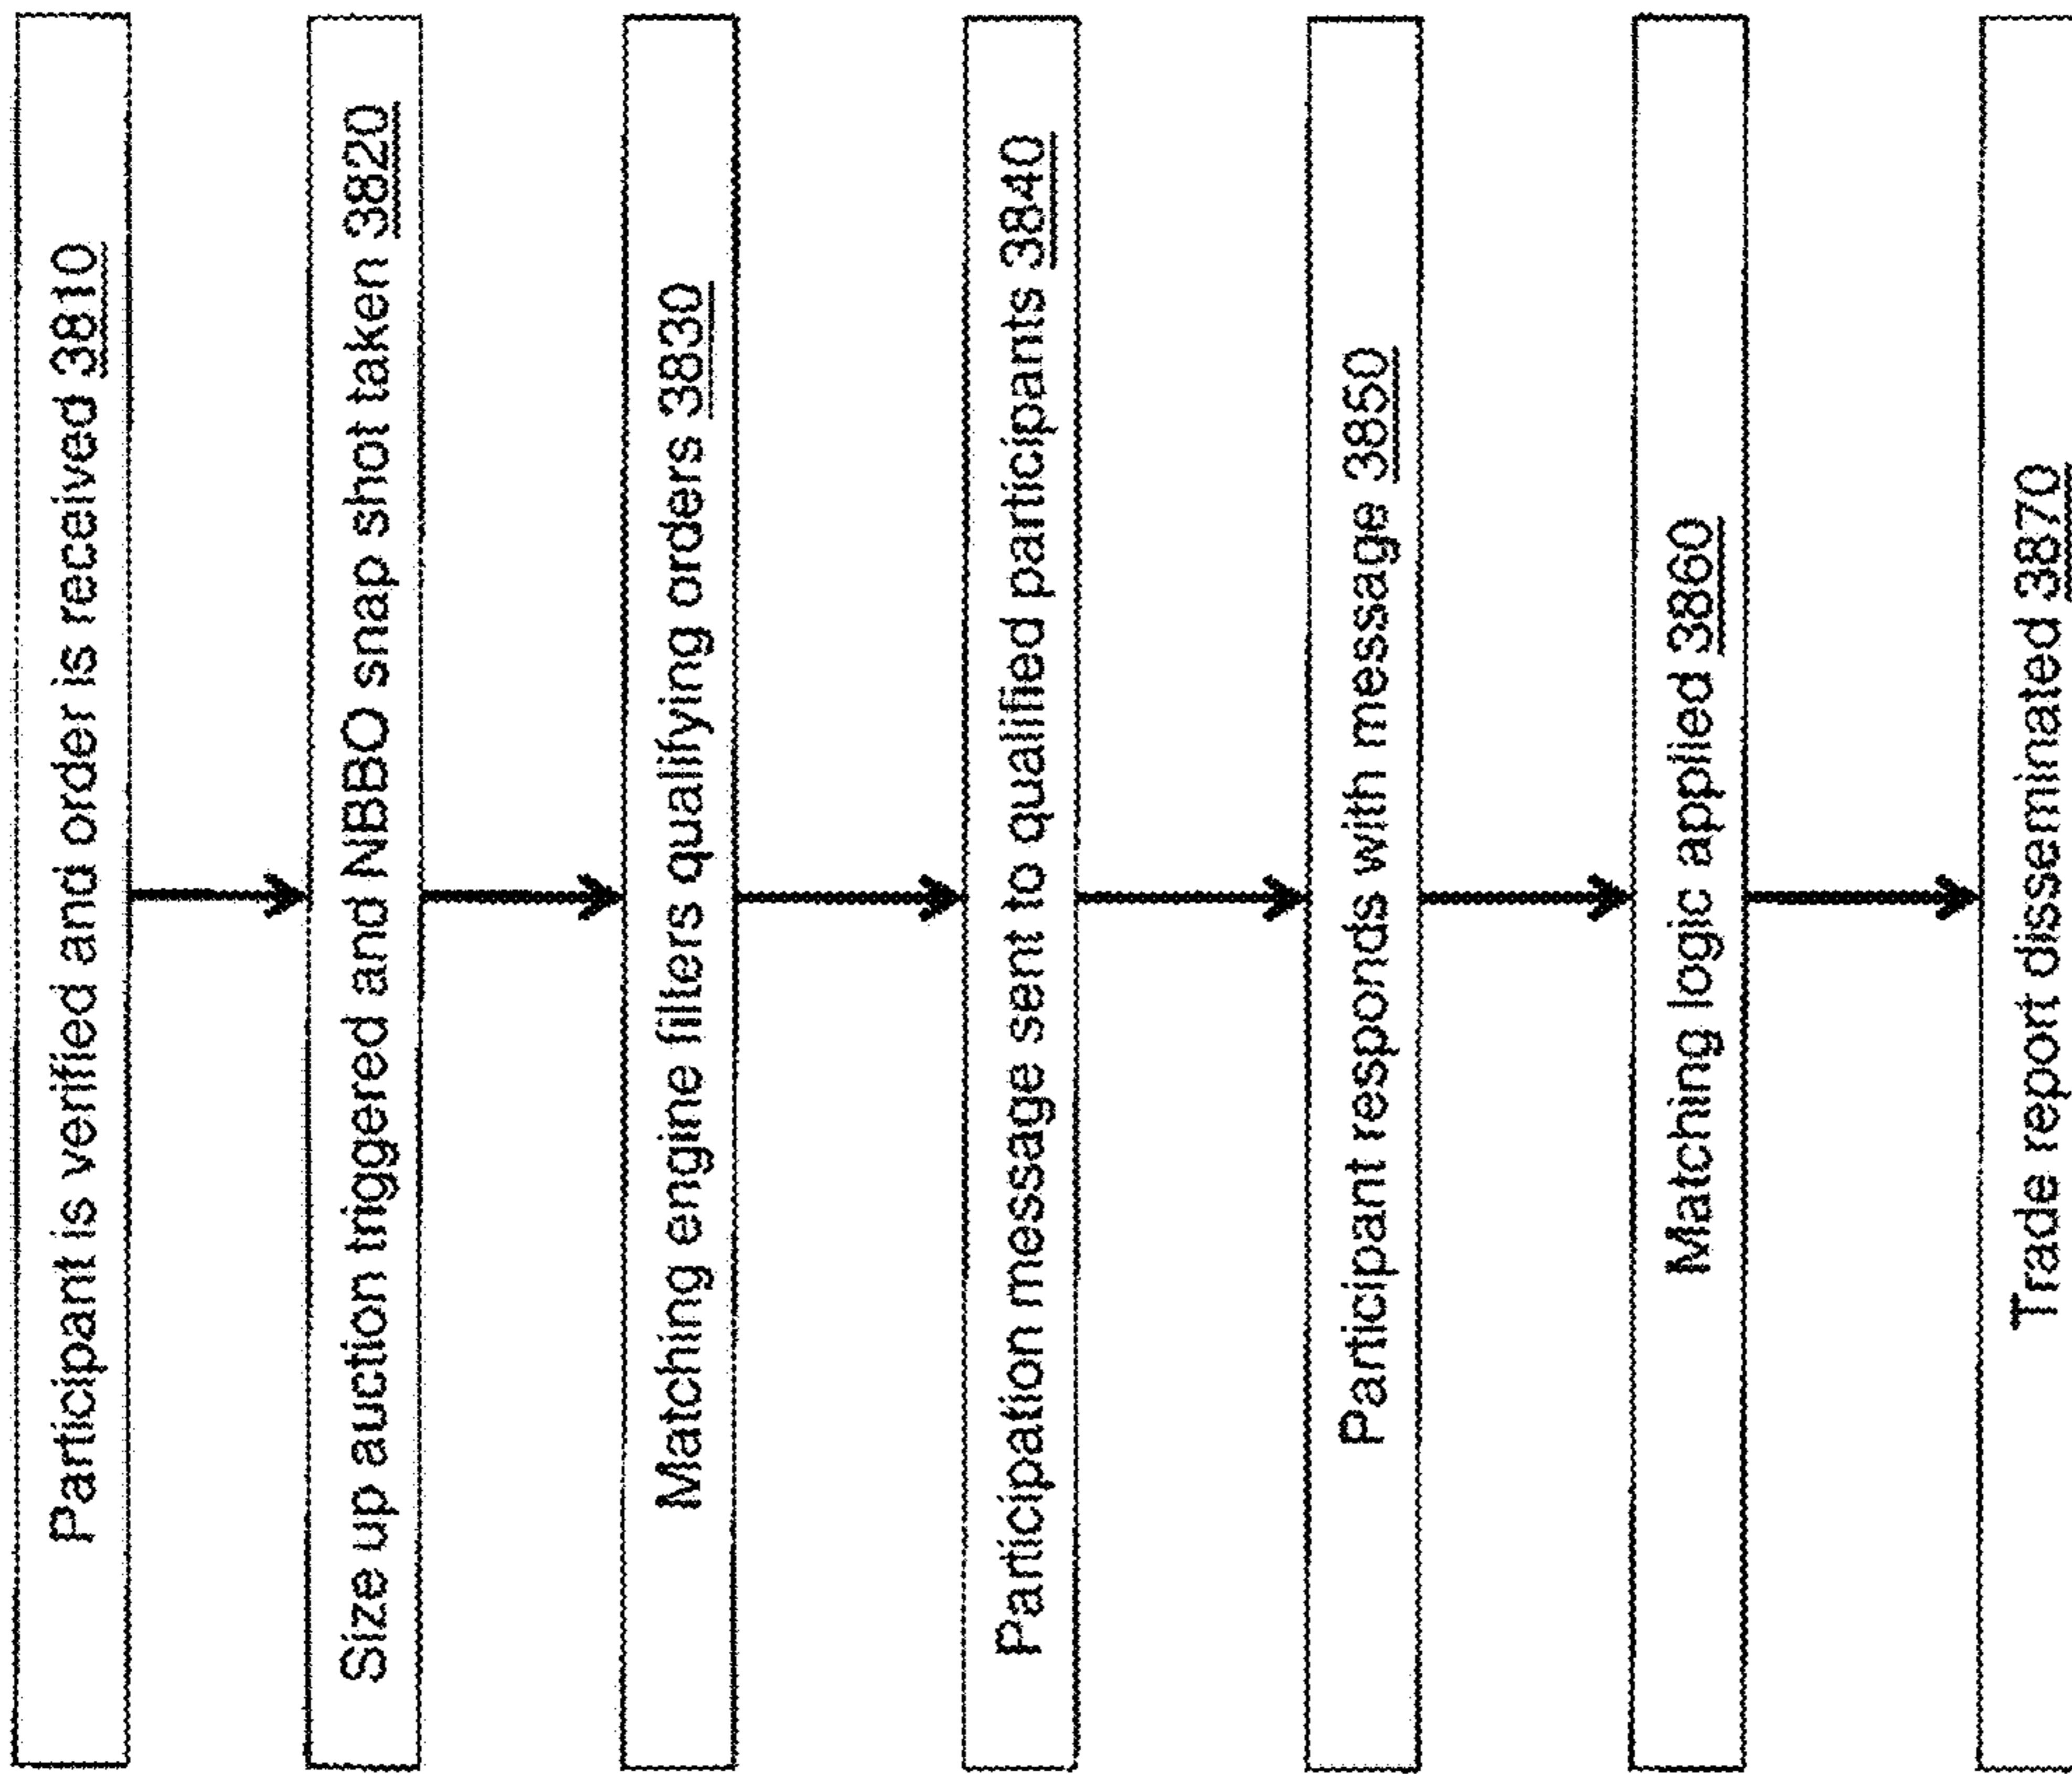 Participant is verified and order is received 3810
Size up auction triggered and NBBO snap shot taken 3820
Matching engine filters qualifying orders 3830
Participation message sent to qualified participants 3840
Participant responds with message 3850
Matching logic applied 3860
Trade report disseminated 3870